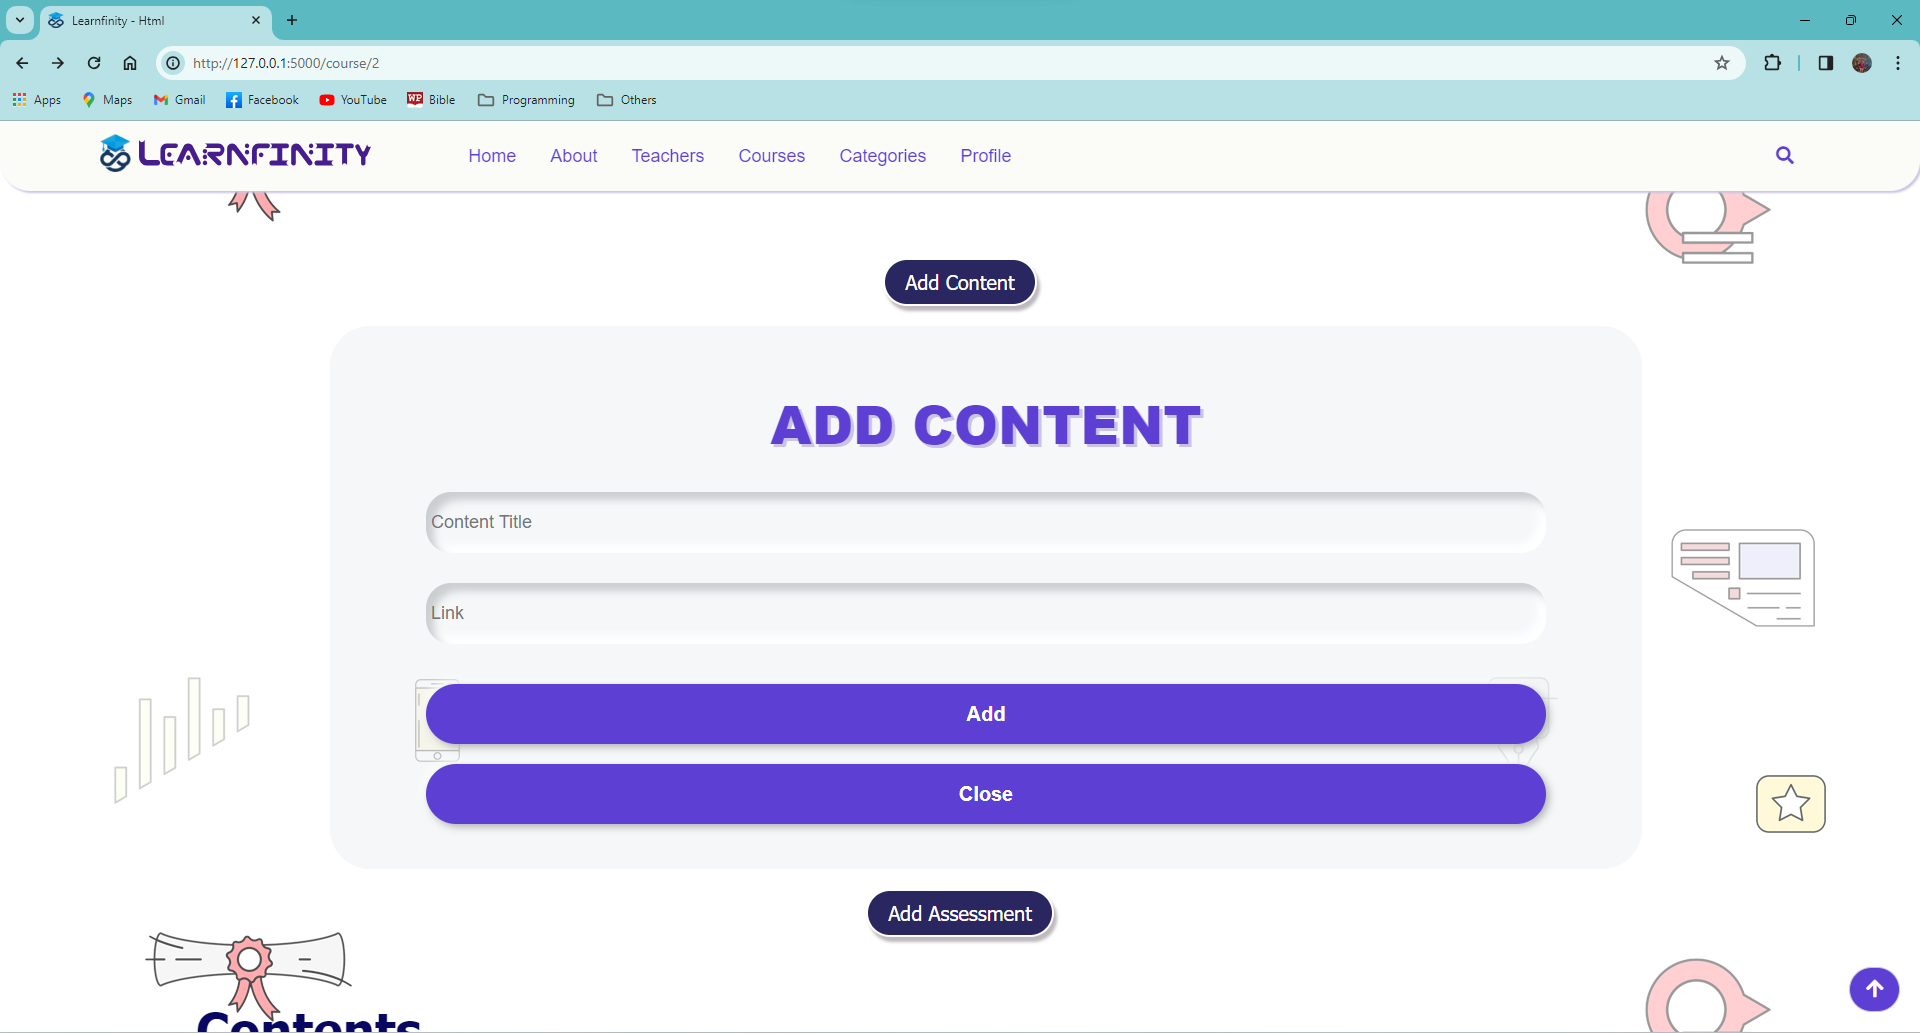 Learnfinity - Html
http://127.0.0.1:5000/course/2
Apps Maps Gmail Facebook YouTube WP Bible Programming Others
LEARNFINITY Home About Teachers Courses Categories Profile
Add Content
ADD CONTENT
Content Title
Link
Add
Close
Add Assessment
Contents